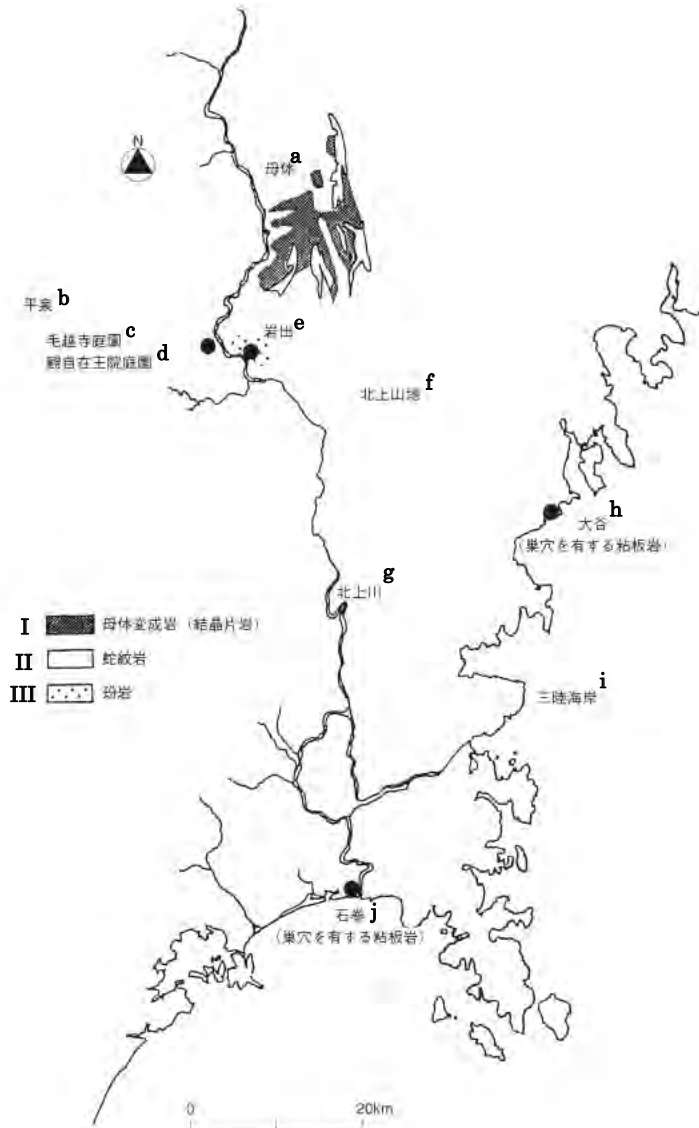 N
母体 a
平泉 b
毛越寺庭園 c
観自在主院庭園 d
岩出 e
北上山塊 f
大谷 h
(巣穴を有する粘板岩)
北上川 g
I 母体変成岩 (結晶片岩)
II 蛇紋岩
III 玢岩
三陸海岸 i
石巻 j
(巣穴を有する粘板岩)
0 20km